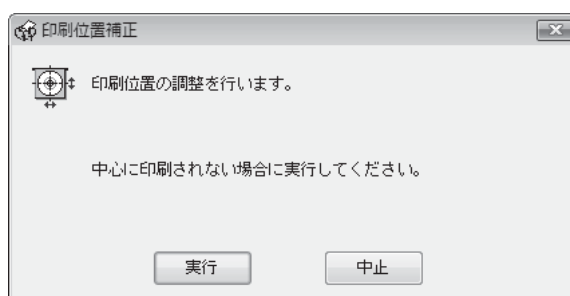 印刷位置補正
印刷位置の調整を行います。
中心に印刷されない場合に実行してください。
実行
中止